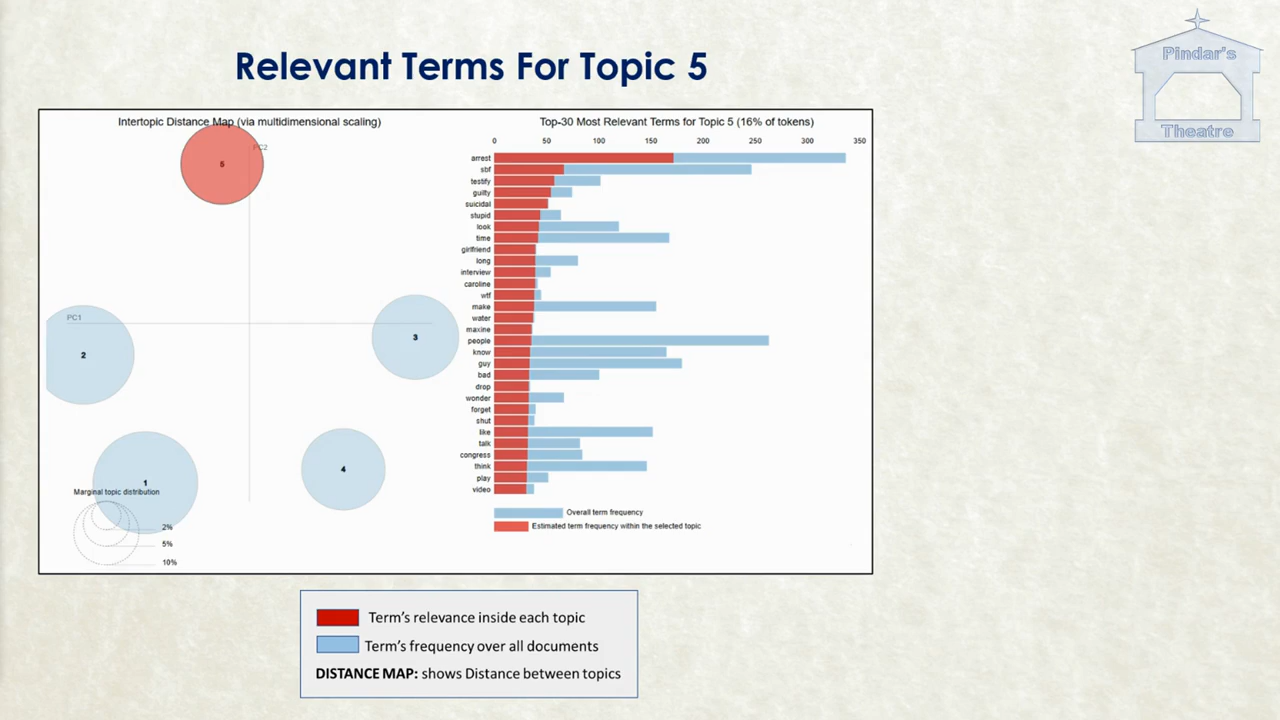 Relevant Terms For Topic 5
Pindar's
Theatre
Intertopic Distance Map (via multidimensional scaling)
PC2
5
PC1
2
3
4
1
Marginal topic distribution
2%
5%
10%
Top-30 Most Relevant Terms for Topic 5 (16% of tokens)
0 50 100 150 200 250 300 350
arrest
sbf
testify
guilty
suicidal
stupid
look
time
girlfriend
long
interview
caroline
wtf
make
water
maxine
people
know
guy
bad
drop
wonder
forget
shut
like
talk
congress
think
play
video
Overall term frequency
Estimated term frequency within the selected topic
Term's relevance inside each topic
Term's frequency over all documents
DISTANCE MAP: shows Distance between topics